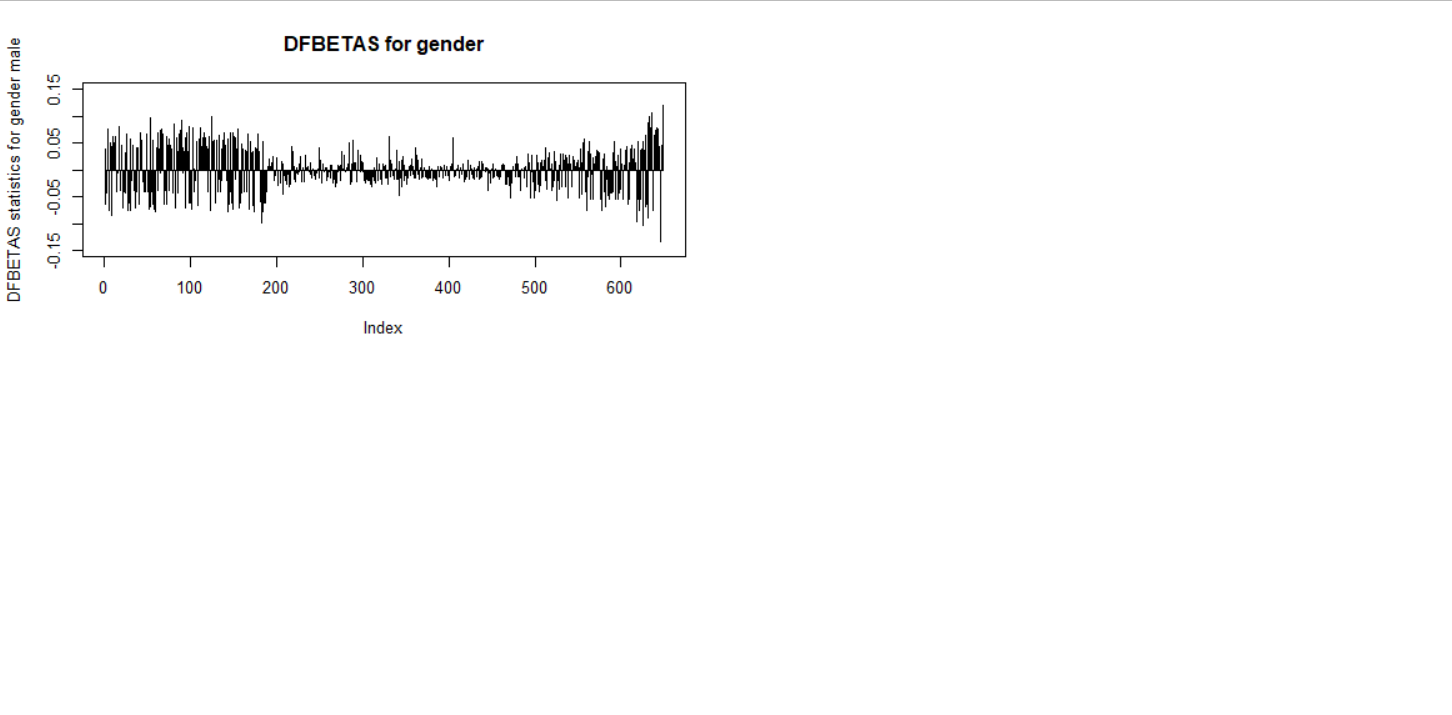 DFBETAS for gender
DFBETAS statistics for gender male
0.15
0.05
-0.05
-0.15
0 100 200 300 400 500 600
Index